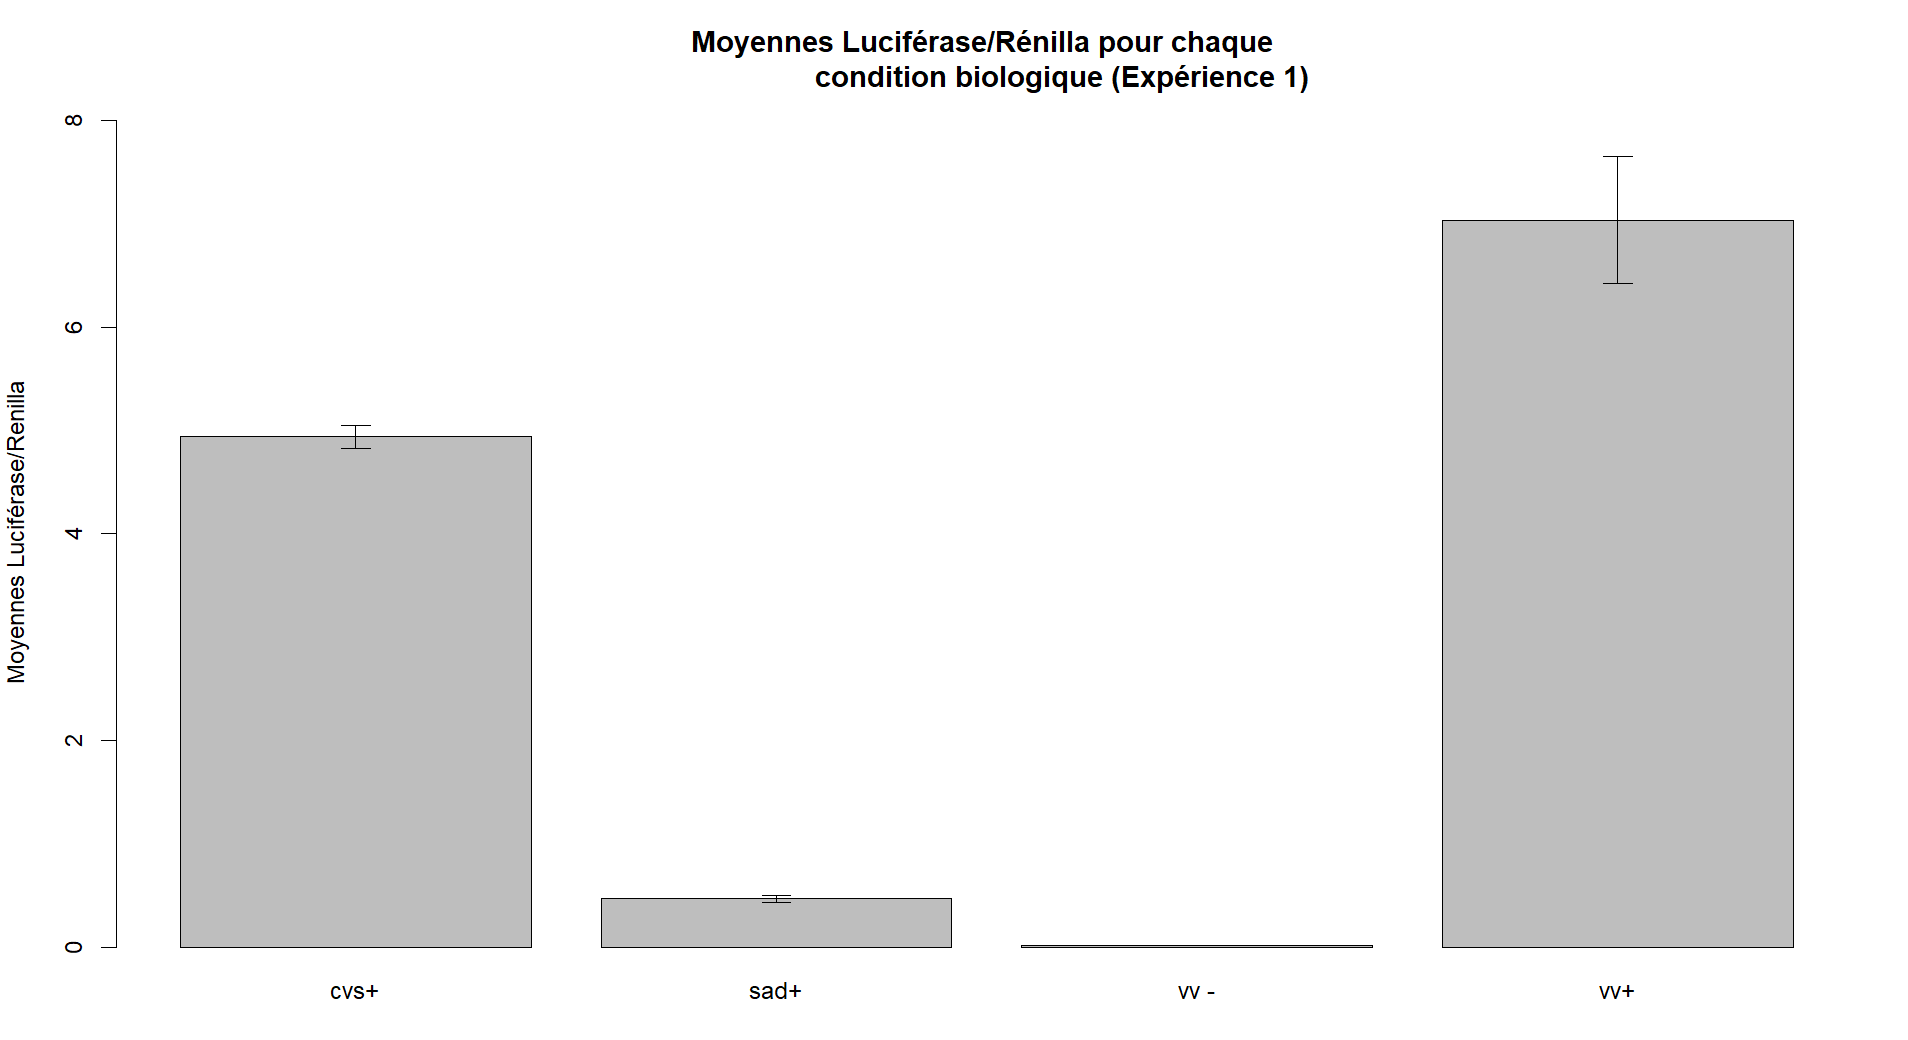 Moyennes Luciférase/Rénilla pour chaque
condition biologique (Expérience 1)
8
6
4
2
0
Moyennes Luciférase/Renilla
cvs+
sad+
vv -
vv+